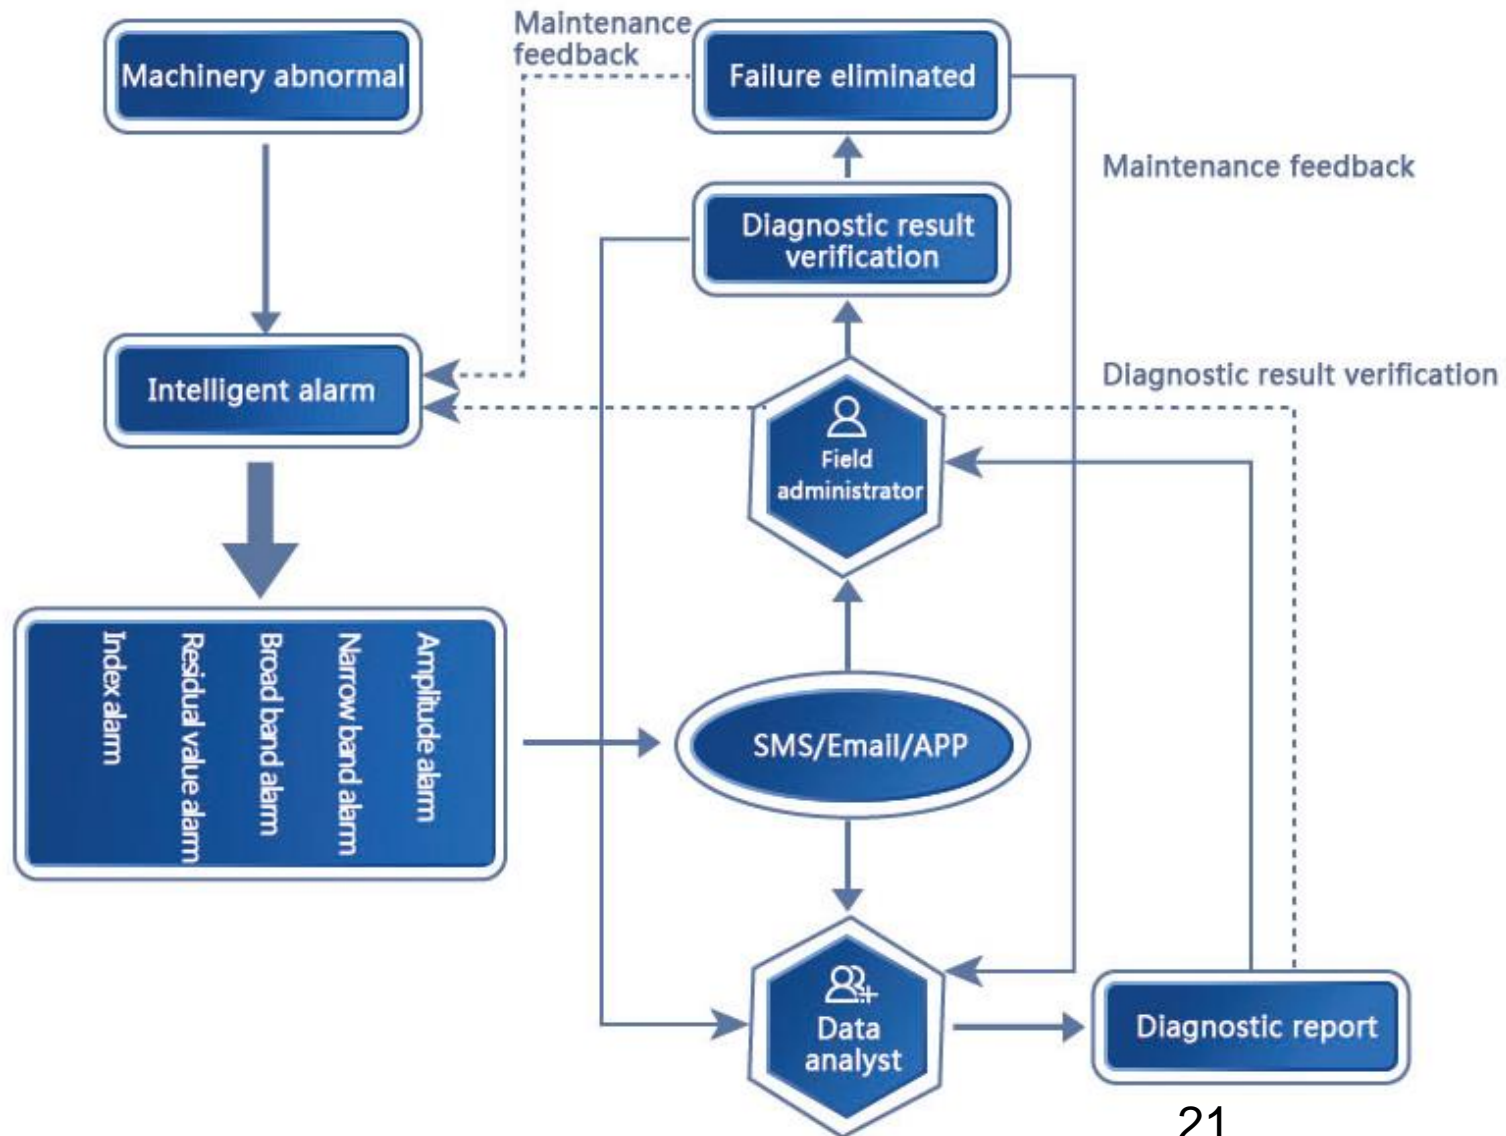 Maintenance
feedback
Machinery abnormal
Failure eliminated
Maintenance feedback
Diagnostic result
verification
Intelligent alarm
Diagnostic result verification
Field
administrator
Amplitude alarm
Narrow band alarm
Broad band alarm
Residual value alarm
Index alarm
SMS/Email/APP
Data
analyst
Diagnostic report
21